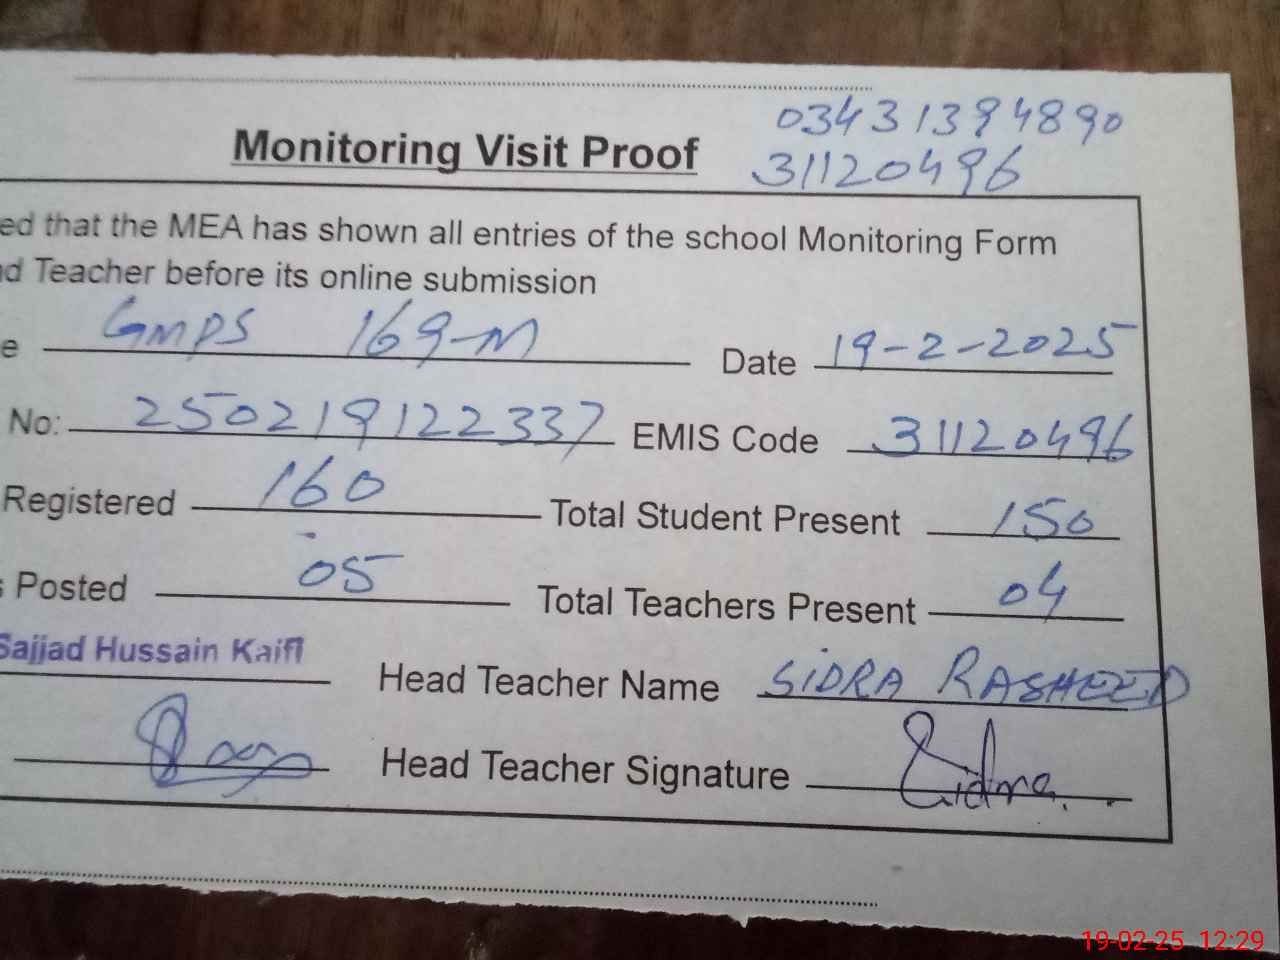 03431394890
Monitoring Visit Proof
31120496
ed that the MEA has shown all entries of the school Monitoring Form
d Teacher before its online submission
e GMPS 169-M Date 19-2-2025
No: 250219122337 EMIS Code 31120496
Registered 160 Total Student Present 150
s Posted 05 Total Teachers Present 04
Sajjad Hussain Kaifi
Head Teacher Name SIDRA RASHEED
Head Teacher Signature Sidra
19-02-25 12:29